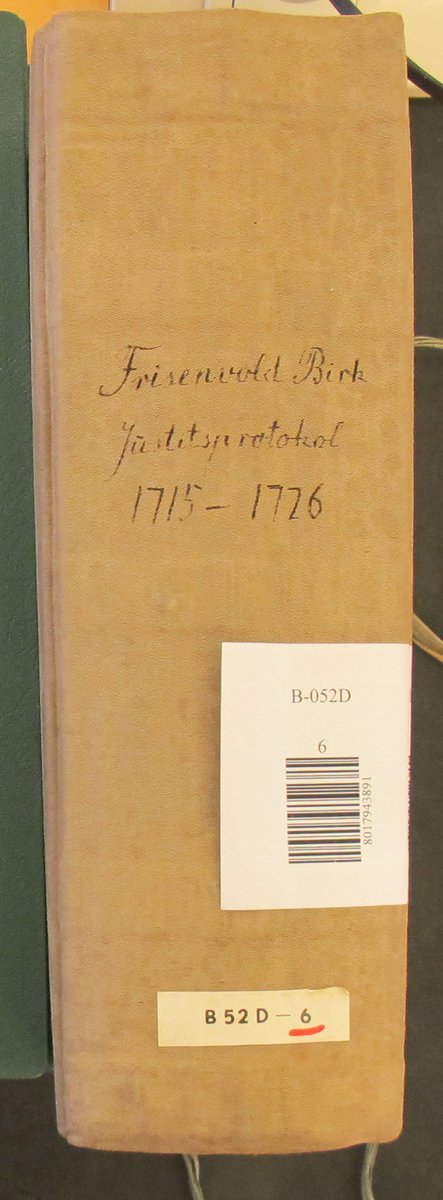 Frisenvold Birk
Justitsprotokol
1715 - 1726
B-052D
6
8017943891
B 52 D - 6